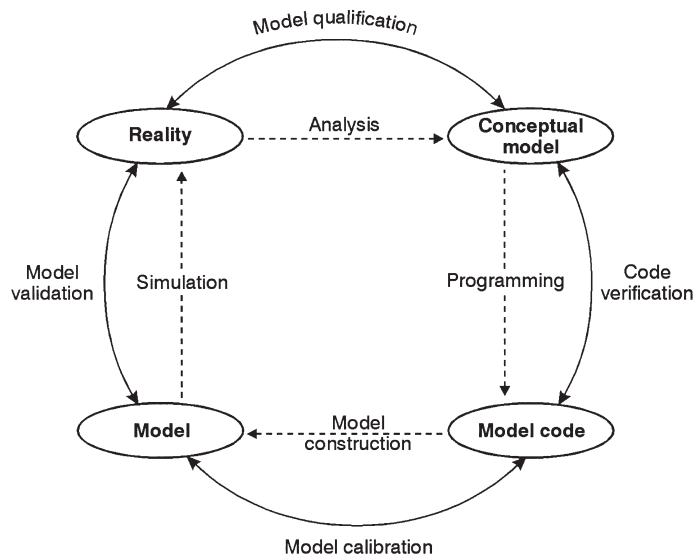 Model qualification
Reality
Analysis
Conceptual
model
Model
validation
Simulation
Programming
Code
verification
Model
Model
construction
Model code
Model calibration